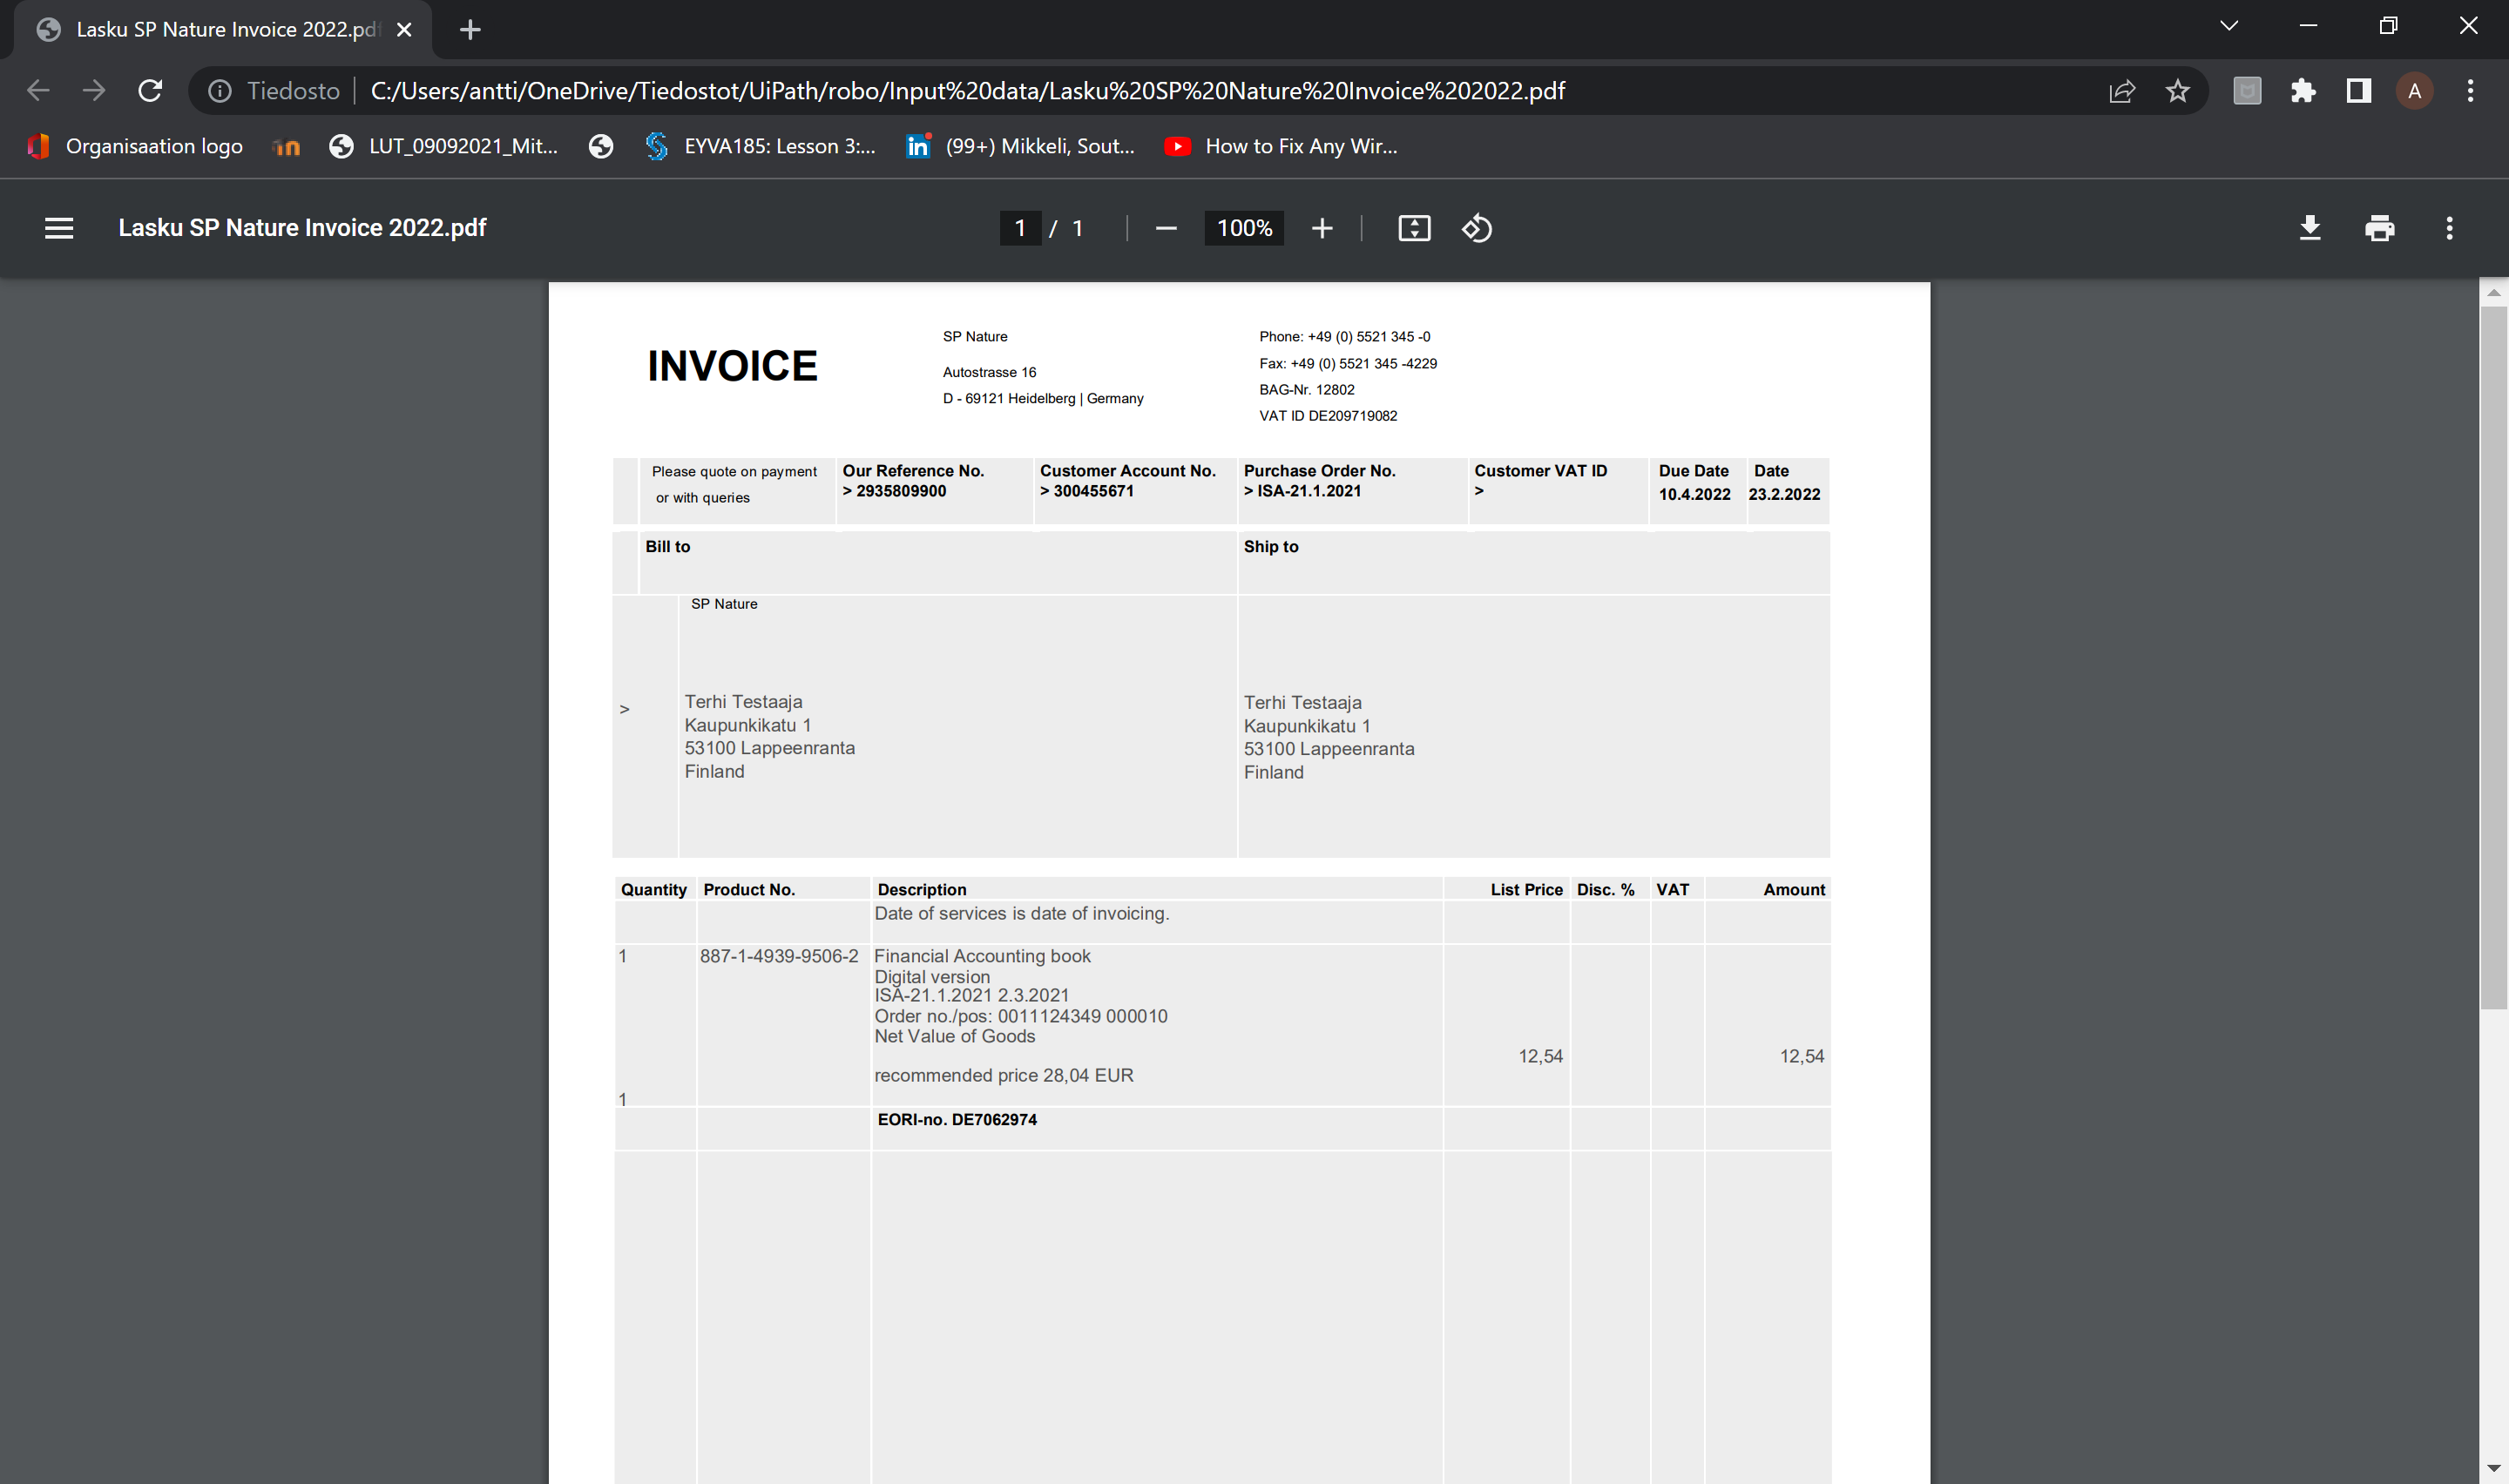 Lasku SP Nature Invoice 2022.pdf
Tiedosto C:/Users/antti/OneDrive/Tiedostot/UiPath/robo/Input%20data/Lasku%20SP%20Nature%20Invoice%202022.pdf A
Organisaation logo LUT_09092021_Mit... EYVA185: Lesson 3:... in (99+) Mikkeli, Sout... How to Fix Any Wir...
Lasku SP Nature Invoice 2022.pdf 1 / 1 100%
INVOICE
SP Nature
Autostrasse 16
D - 69121 Heidelberg | Germany
Phone: +49 (0) 5521 345 -0
Fax: +49 (0) 5521 345 -4229
BAG-Nr. 12802
VAT ID DE209719082
Please quote on payment
or with queries
Our Reference No.
> 2935809900
Customer Account No.
> 300455671
Purchase Order No.
> ISA-21.1.2021
Customer VAT ID
>
Due Date
10.4.2022
Date
23.2.2022
Bill to
Ship to
SP Nature
>
Terhi Testaaja
Kaupunkikatu 1
53100 Lappeenranta
Finland
Terhi Testaaja
Kaupunkikatu 1
53100 Lappeenranta
Finland
Quantity Product No. Description List Price Disc. % VAT Amount
Date of services is date of invoicing.
1 887-1-4939-9506-2 Financial Accounting book
Digital version
ISA-21.1.2021 2.3.2021
Order no./pos: 0011124349 000010
Net Value of Goods
12,54 12,54
recommended price 28,04 EUR
1
EORI-no. DE7062974